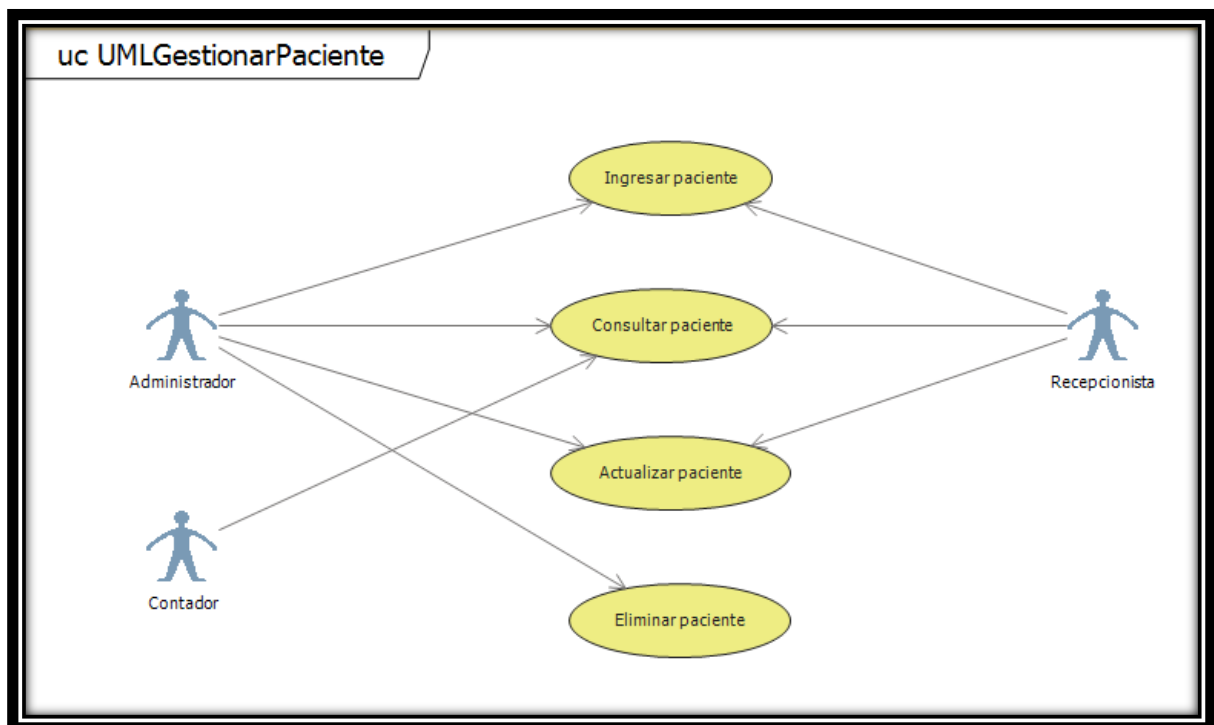 uc UMLGestionarPaciente
Ingresar paciente
Consultar paciente
Administrador
Recepcionista
Actualizar paciente
Contador
Eliminar paciente